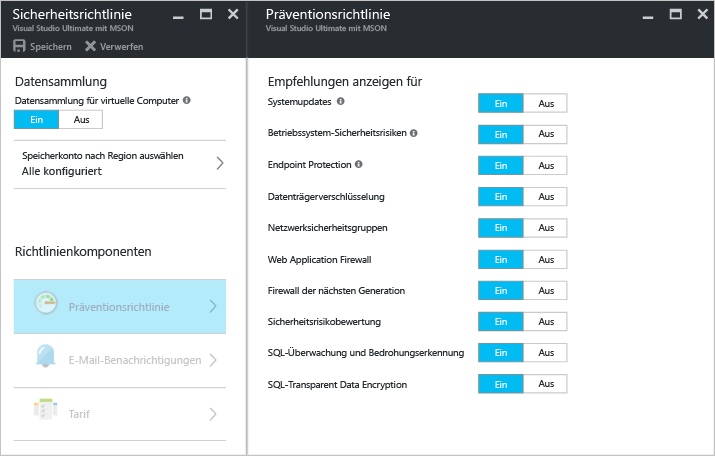 Sicherheitsrichtlinie
Visual Studio Ultimate mit MSON
Speichern Verwerfen
Datensammlung
Datensammlung für virtuelle Computer
Ein Aus
Speicherkonto nach Region auswählen
Alle konfiguriert
Richtlinienkomponenten
Präventionsrichtlinie
E-Mail-Benachrichtigungen
Tarif
Präventionsrichtlinie
Visual Studio Ultimate mit MSON
Empfehlungen anzeigen für
Systemupdates Ein Aus
Betriebssystem-Sicherheitsrisiken Ein Aus
Endpoint Protection Ein Aus
Datenträgerverschlüsselung Ein Aus
Netzwerksicherheitsgruppen Ein Aus
Web Application Firewall Ein Aus
Firewall der nächsten Generation Ein Aus
Sicherheitsrisikobewertung Ein Aus
SQL-Überwachung und Bedrohungserkennung Ein Aus
SQL-Transparent Data Encryption Ein Aus